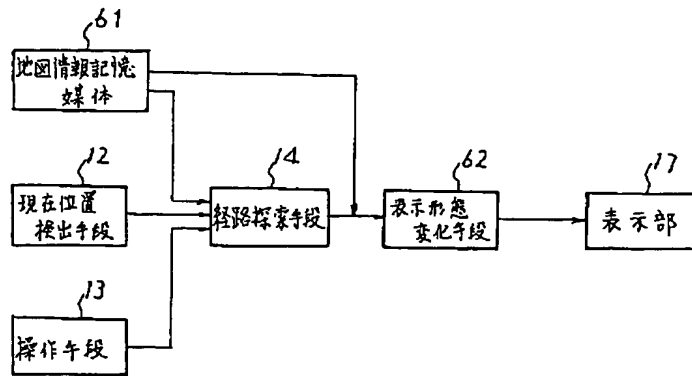 61
地図情報記憶
媒体
12
現在位置
検出手段
13
操作手段
14
経路探索手段
62
表示形態
変化手段
17
表示部